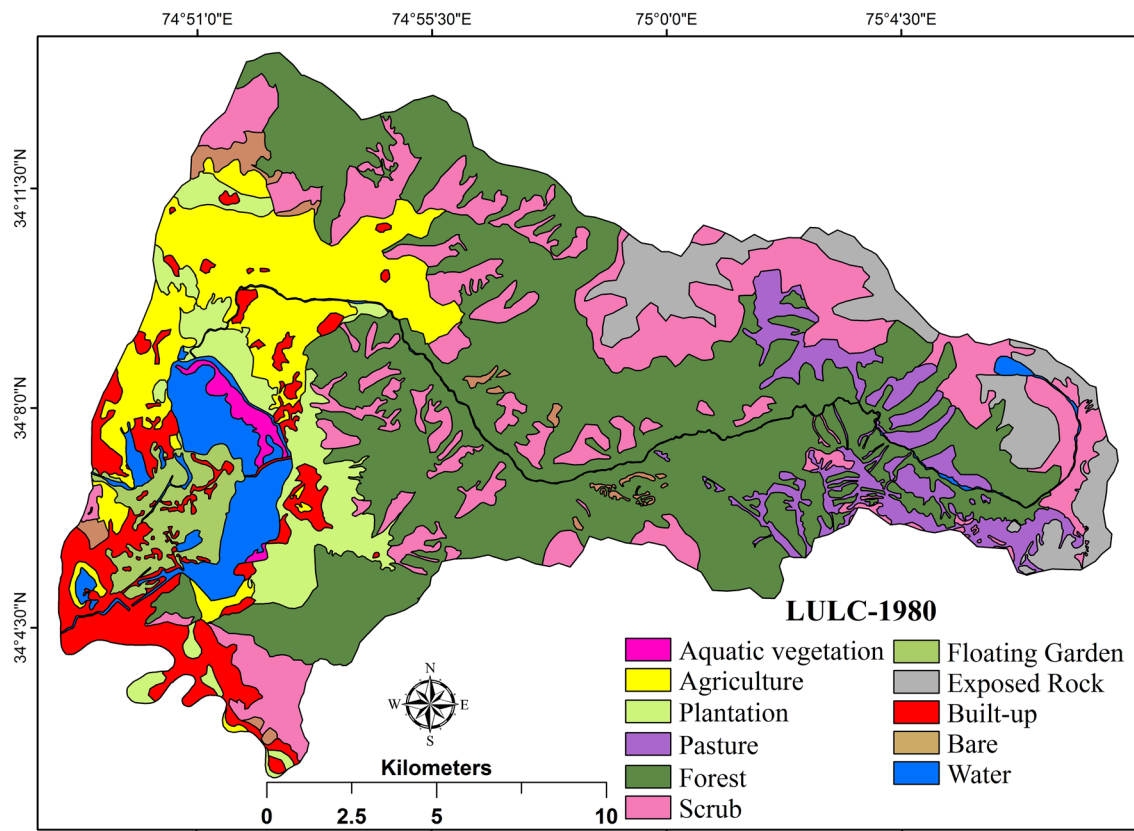 74°51'0"E 74°55'30"E 75°0'0"E 75°4'30"E
34°11'30"N
34°8'0"N
34°4'30"N
LULC-1980
Aquatic vegetation
Agriculture
Plantation
Pasture
Forest
Scrub
Floating Garden
Exposed Rock
Built-up
Bare
Water
N
W E
S
Kilometers
0 2.5 5 10